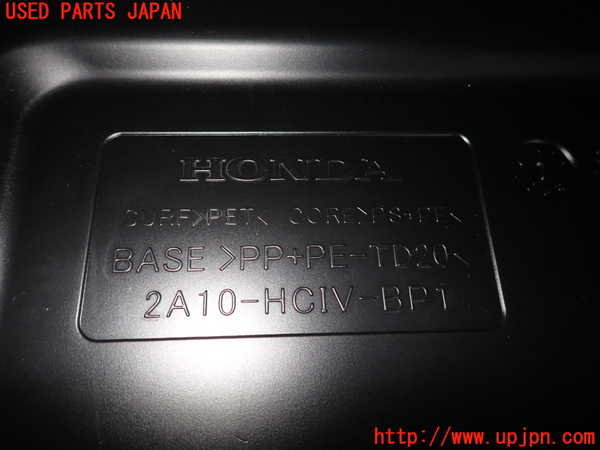 USED PARTS JAPAN
HONDA
>PET< CORE>PS+PE<
BASE >PP+PE-TD20<
2A10-HCIV-BPT
http://www.upjpn.com/